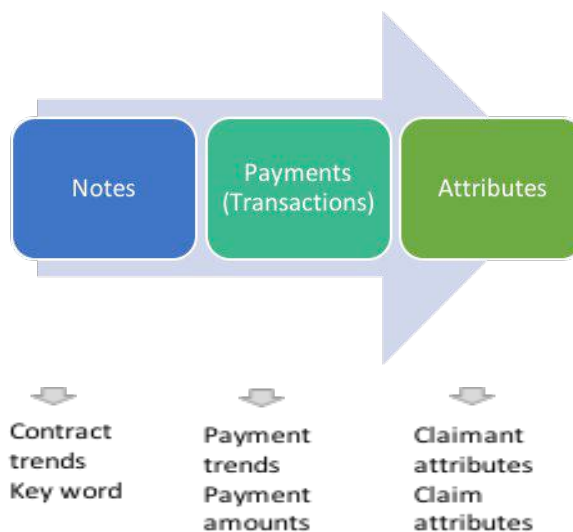 Notes
Payments
(Transactions)
Attributes
Contract
trends
Key word
Payment
trends
Payment
amounts
Claimant
attributes
Claim
attributes